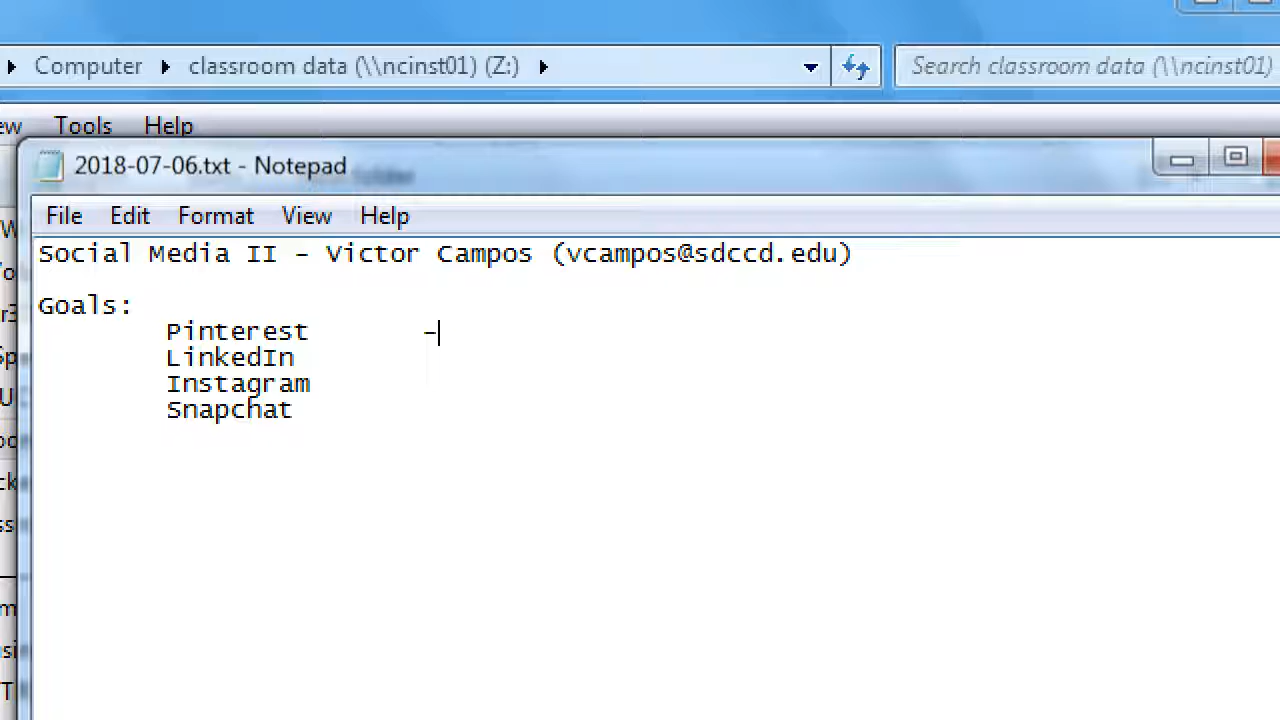 Computer classroom data (\\ncinst01) (Z:) Search classroom data (\\ncinst01)
Tools Help
2018-07-06.txt - Notepad
File Edit Format View Help
Social Media II - Victor Campos (vcampos@sdccd.edu)
Goals:
Pinterest -
LinkedIn
Instagram
Snapchat